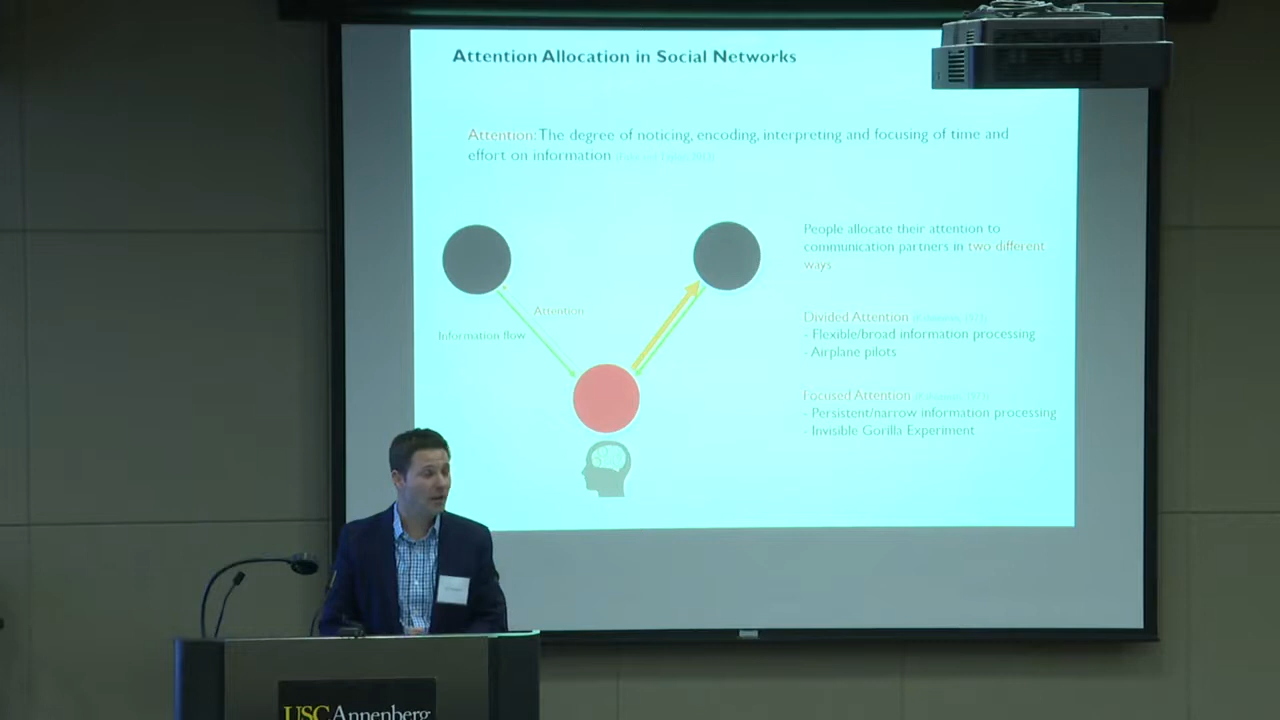 Attention Allocation in Social Networks
Attention: The degree of noticing, encoding, interpreting and focusing of time and
effort on information
People allocate their attention to
communication partners in two different
ways
Attention
Information flow
Divided Attention
- Flexible/broad information processing
- Airplane pilots
Focused Attention
- Persistent/narrow information processing
- Invisible Gorilla Experiment
USC Annenberg